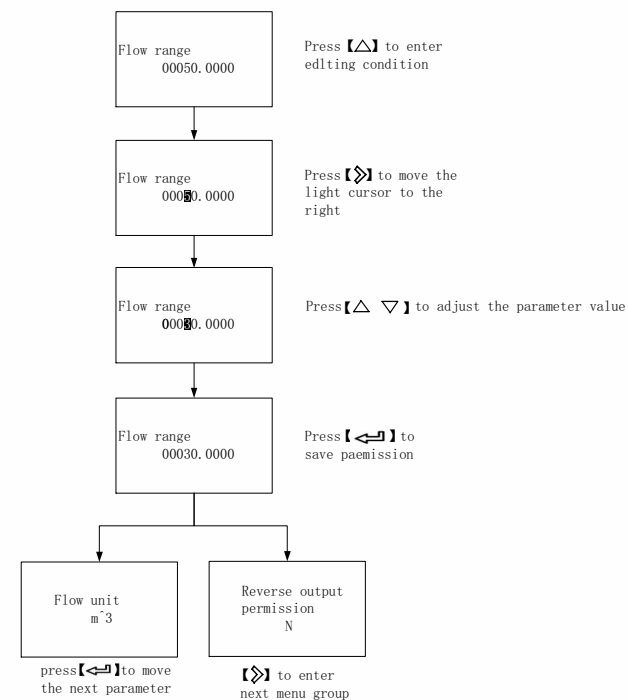 Flow range
00050.0000
Press【△】to enter
edlting condition
Flow range
00050.0000
Press【》】to move the
light cursor to the
right
Flow range
00030.0000
Press【△ ▽】to adjust the parameter value
Flow range
00030.0000
Press【↵】to
save paemission
Flow unit
m^3
press【↵】to move
the next parameter
Reverse output
permission
N
【》】to enter
next menu group